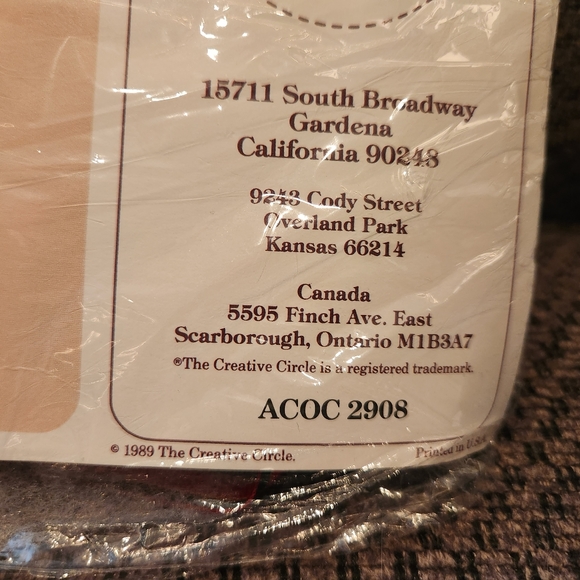 15711 South Broadway
Gardena
California 90248
9243 Cody Street
Overland Park
Kansas 66214
Canada
5595 Finch Ave. East
Scarborough, Ontario M1B3A7
®The Creative Circle is a registered trademark.
ACOC 2908
© 1989 The Creative Circle.
Printed in U.S.A.